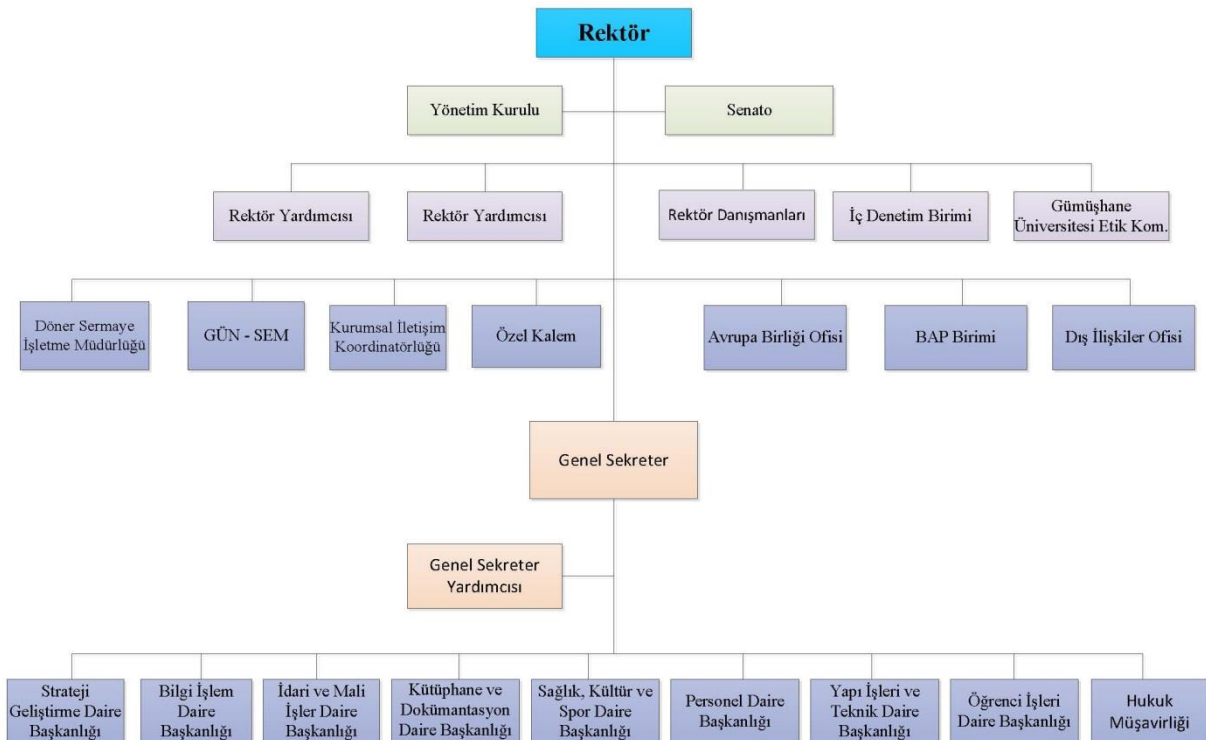 Rektör
Yönetim Kurulu
Senato
Rektör Yardımcısı
Rektör Yardımcısı
Rektör Danışmanları
İç Denetim Birimi
Gümüşhane
Üniversitesi Etik Kom.
Döner Sermaye
İşletme Müdürlüğü
GÜN - SEM
Kurumsal İletişim
Koordinatörlüğü
Özel Kalem
Avrupa Birliği Ofisi
BAP Birimi
Dış İlişkiler Ofisi
Genel Sekreter
Genel Sekreter
Yardımcısı
Strateji
Geliştirme Daire
Başkanlığı
Bilgi İşlem
Daire
Başkanlığı
İdari ve Mali
İşler Daire
Başkanlığı
Kütüphane ve
Dokümantasyon
Daire Başkanlığı
Sağlık, Kültür ve
Spor Daire
Başkanlığı
Personel Daire
Başkanlığı
Yapı İşleri ve
Teknik Daire
Başkanlığı
Öğrenci İşleri
Daire Başkanlığı
Hukuk
Müşavirliği